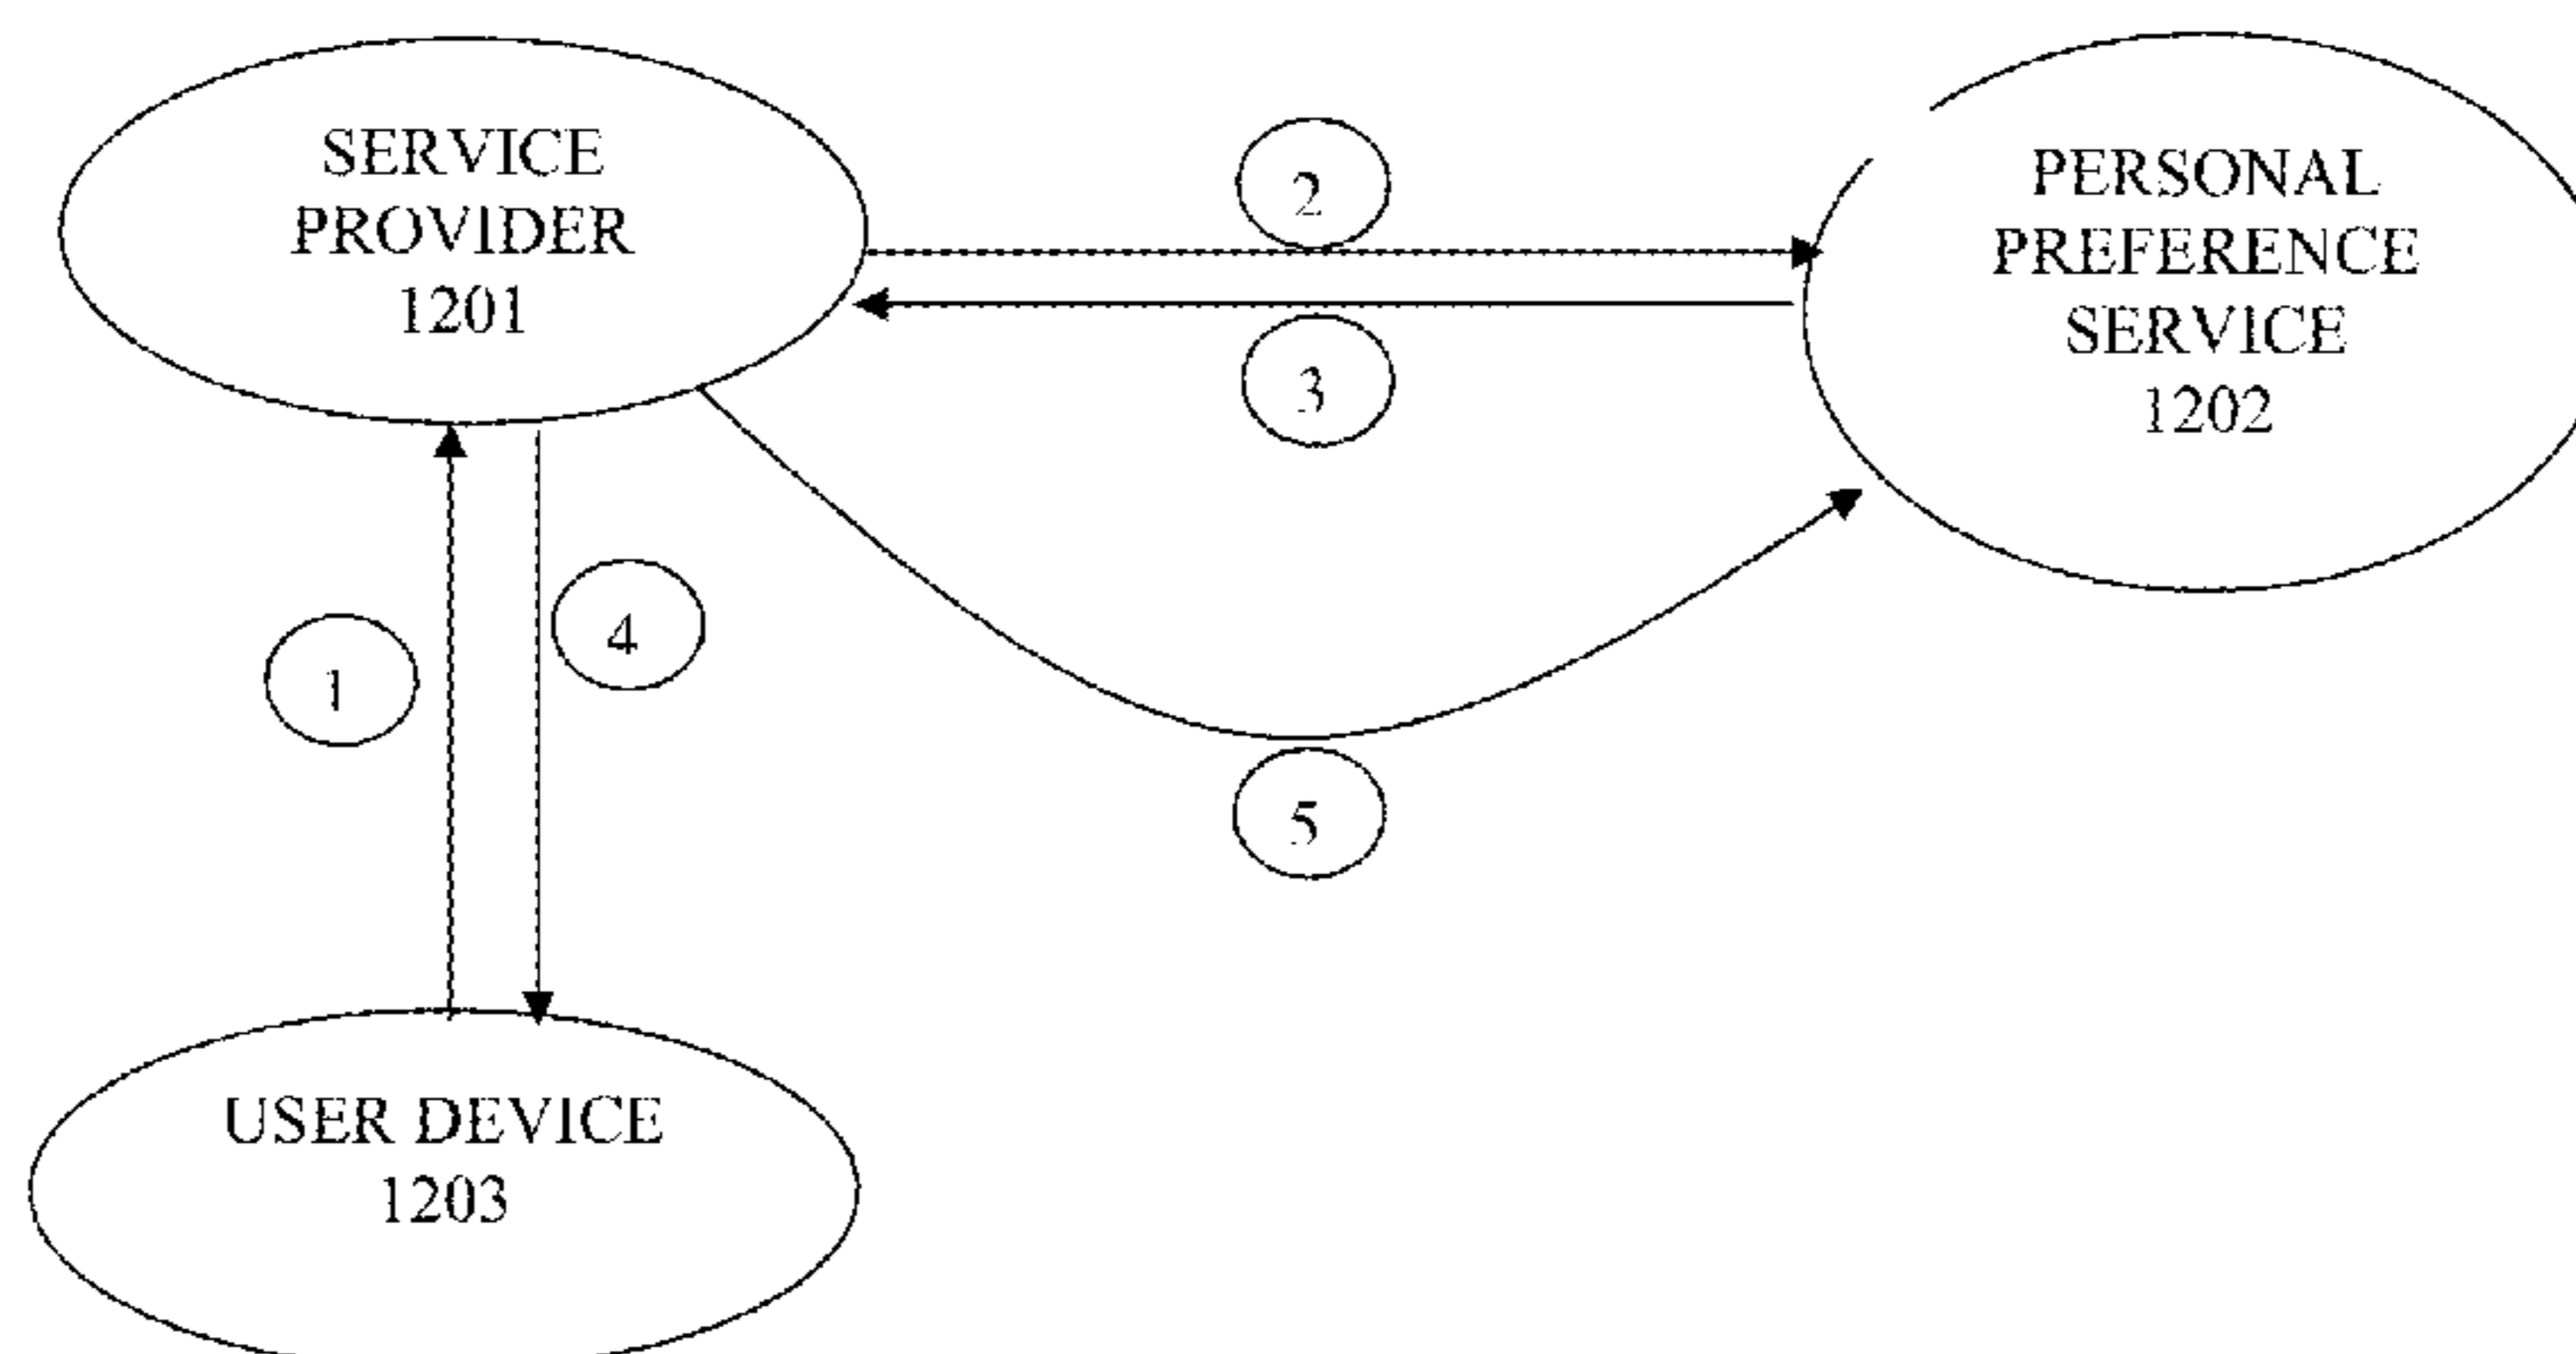 SERVICE
PROVIDER
1201
2
PERSONAL
PREFERENCE
SERVICE
1202
3
1
4
5
USER DEVICE
1203